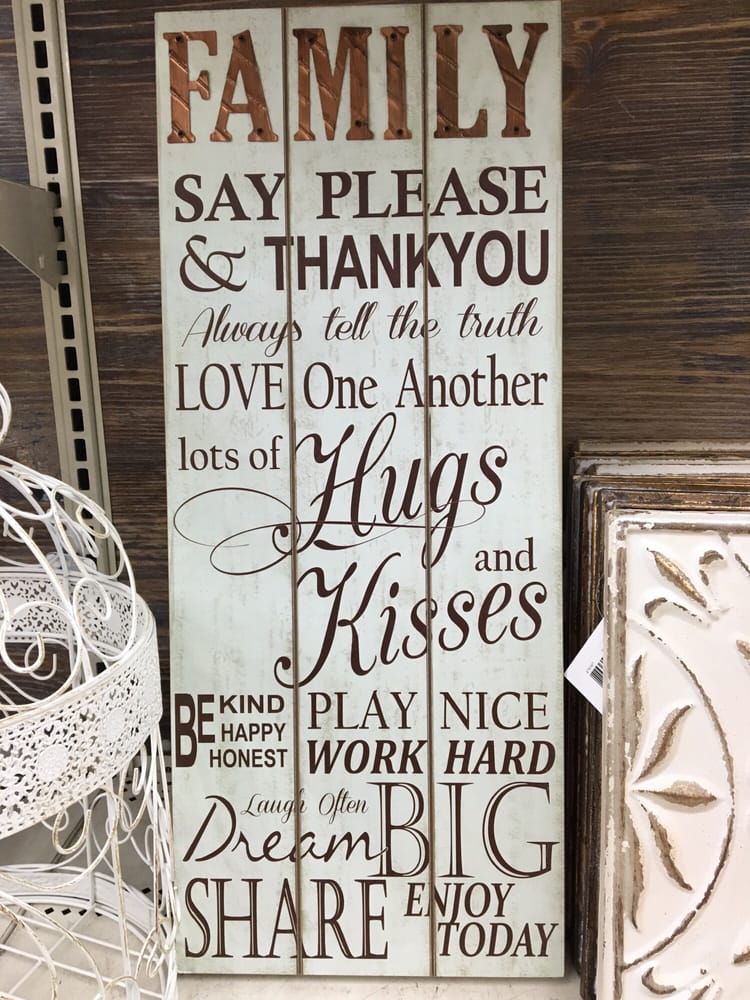 FAMILY
SAY PLEASE
& THANKYOU
Always tell the truth
LOVE One Another
lots of Hugs
and
Kisses
BE KIND
HAPPY
HONEST
PLAY NICE
WORK HARD
Laugh Often
Dream BIG
SHARE ENJOY
TODAY